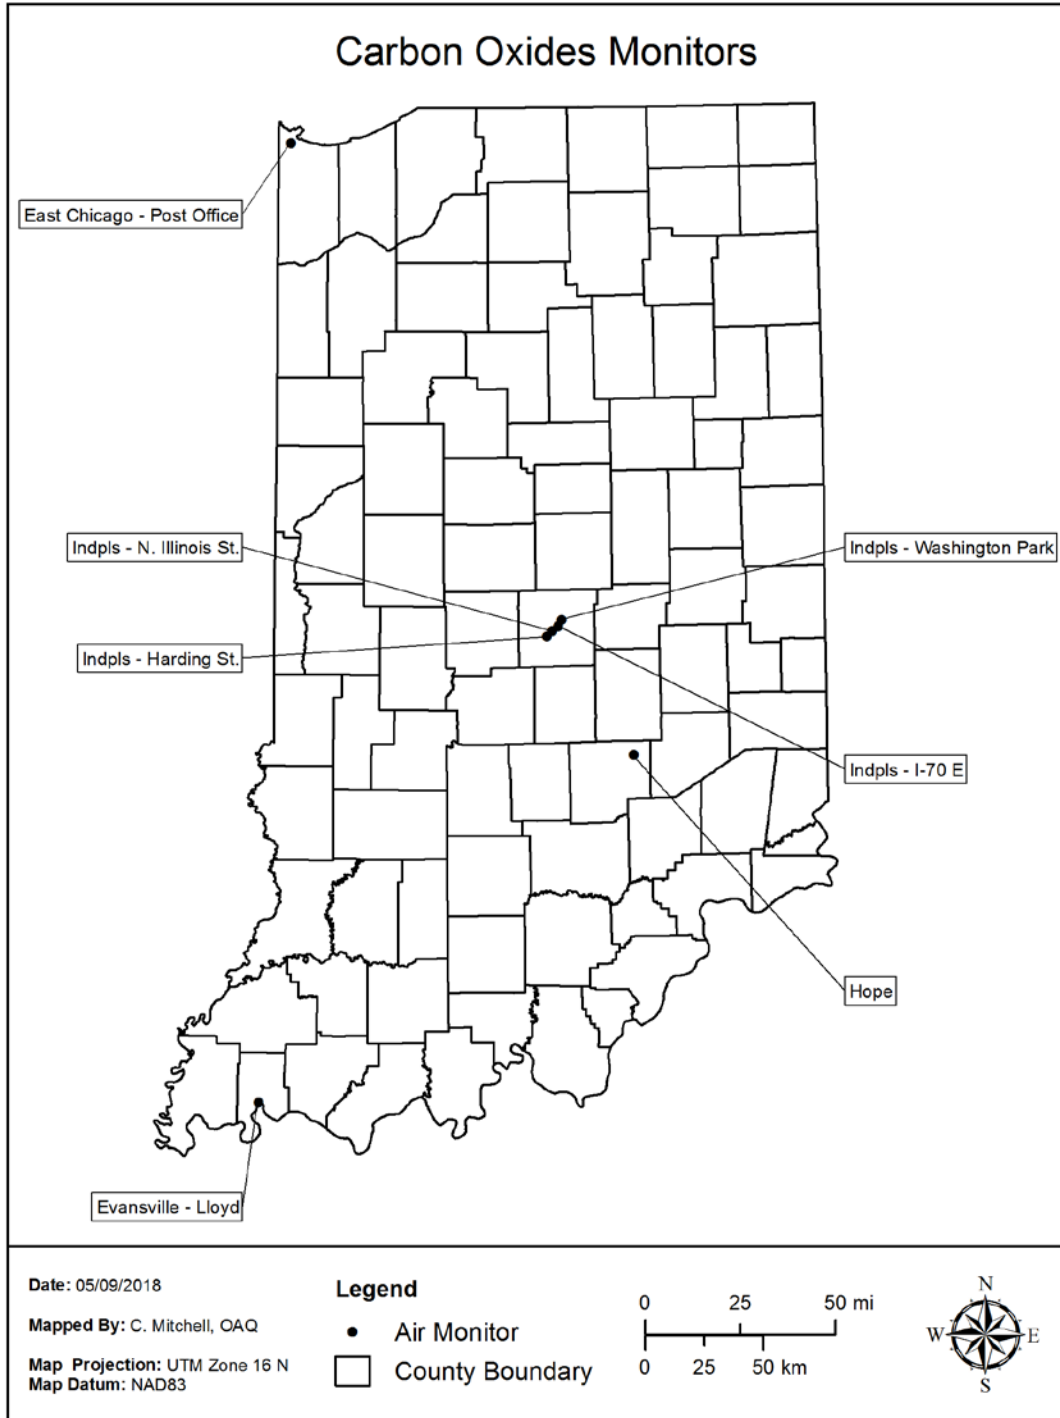 Carbon Oxides Monitors
East Chicago - Post Office
Indpls - N. Illinois St.
Indpls - Washington Park
Indpls - Harding St.
Indpls - I-70 E
Hope
Evansville - Lloyd
Date: 05/09/2018
Mapped By: C. Mitchell, OAQ
Map Projection: UTM Zone 16 N
Map Datum: NAD83
Legend
Air Monitor
County Boundary
0 25 50 mi
0 25 50 km
N
W E
S